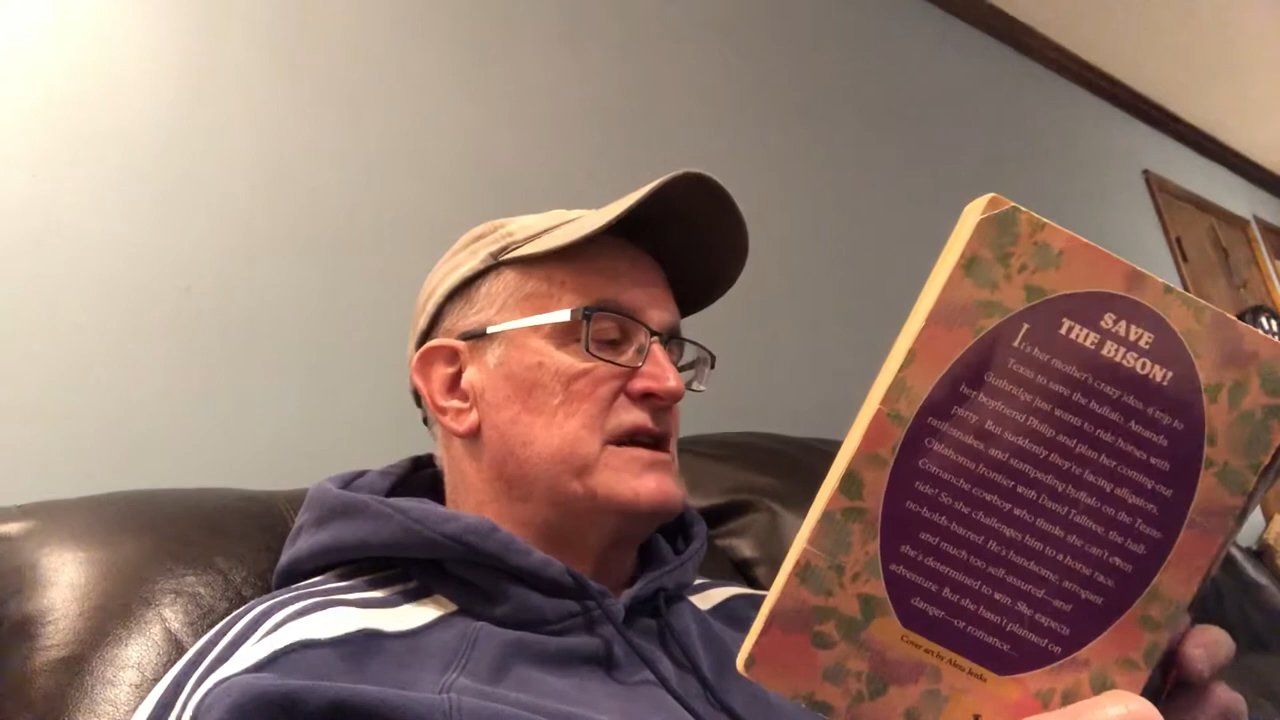 SAVE
THE BISON!
It's her mother's crazy idea. A trip to
Texas to save the buffalo. Amanda
Guthridge just wants to ride horses with
her boyfriend Philip and plan her coming-out
party. But suddenly they're facing alligators,
rattlesnakes, and stampeding buffalo on the Texas-
Oklahoma frontier with David Talltree, the half-
Comanche cowboy who thinks she can't even
ride! So she challenges him to a horse race.
no-holds-barred. He's handsome, arrogant
and much too self-assured—and
she's determined to win. She expects
adventure. But she hasn't planned on
danger—or romance...
Cover art by Aleta Jenks